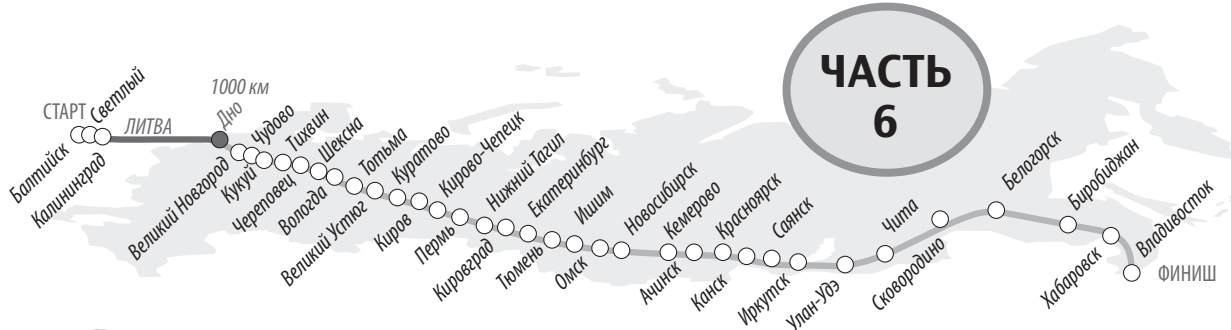 ЧАСТЬ
6
1000 км
СТАРТ
Светлый
ЛИТВА
Дно
Балтийск
Калининград
Чудово
Тихвин
Шексна
Тотьма
Куратово
Кирово-Чепецк
Нижний Тагил
Екатеринбург
Ишим
Новосибирск
Кемерово
Красноярск
Саянск
Чита
Белогорск
Биробиджан
Владивосток
Великий Новгород
Кукуй
Череповец
Вологда
Великий Устюг
Киров
Пермь
Кировград
Тюмень
Омск
Ачинск
Канск
Иркутск
Улан-Удэ
Сковородино
Хабаровск
ФИНИШ